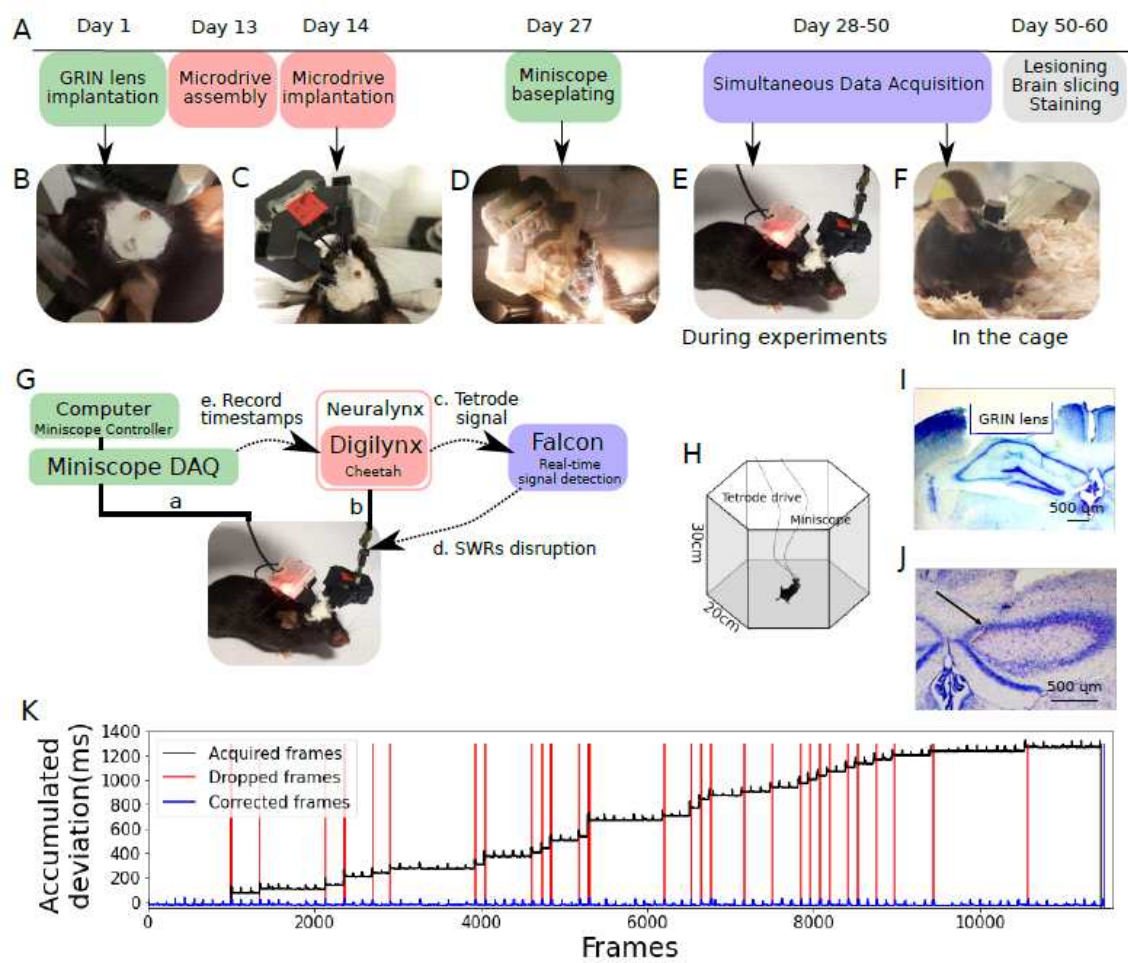 A
Day 1
Day 13
Day 14
Day 27
Day 28-50
Day 50-60
GRIN lens
implantation
Microdrive
assembly
Microdrive
implantation
Miniscope
baseplating
Simultaneous Data Acquisition
Lesioning
Brain slicing
Staining
B
C
D
E
F
During experiments
In the cage
G
Computer
Miniscope Controller
Miniscope DAQ
e. Record
timestamps
Neuralynx
Digilynx
Cheetah
c. Tetrode
signal
Falcon
Real-time
signal detection
a
b
d. SWRs disruption
H
Tetrode drive
Miniscope
30cm
20cm
I
GRIN lens
500 um
J
500 um
K
Accumulated
deviation(ms)
1400
1200
1000
800
600
400
200
0
Acquired frames
Dropped frames
Corrected frames
0
2000
4000
6000
8000
10000
Frames